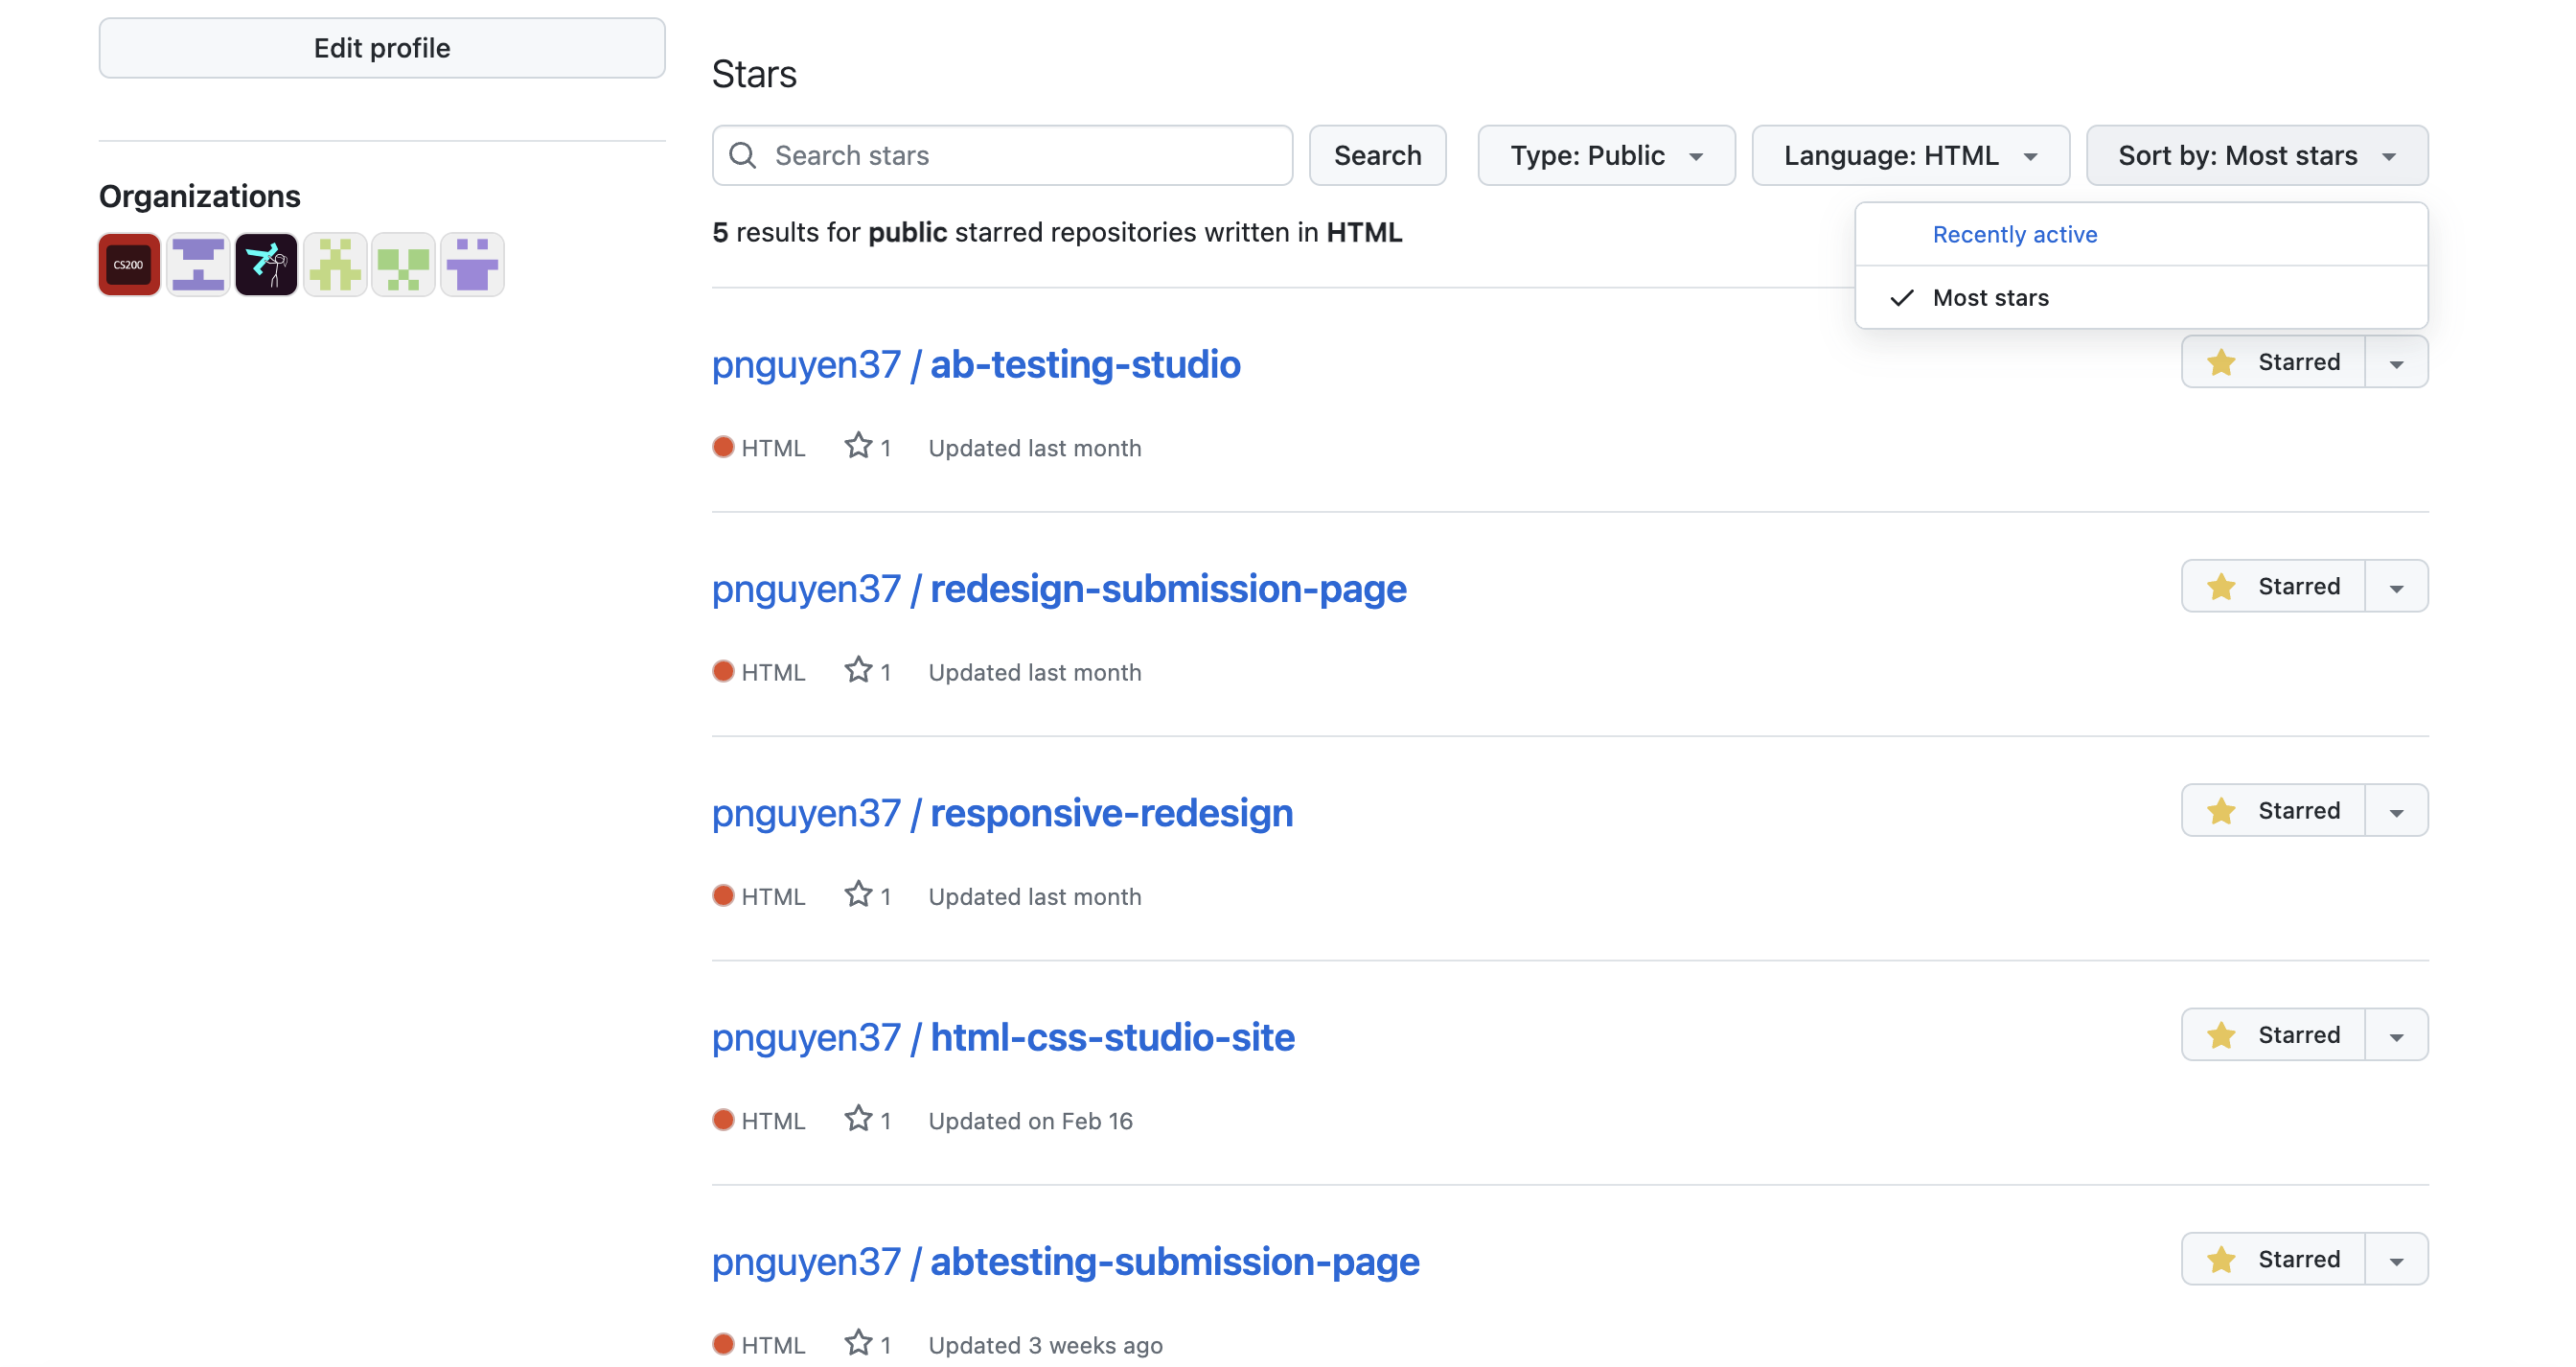 Edit profile
Organizations
CS200
Stars
Search stars
Search
Type: Public
Language: HTML
Sort by: Most stars
5 results for public starred repositories written in HTML
Recently active
Most stars
pnguyen37 / ab-testing-studio
Starred
HTML 1 Updated last month
pnguyen37 / redesign-submission-page
Starred
HTML 1 Updated last month
pnguyen37 / responsive-redesign
Starred
HTML 1 Updated last month
pnguyen37 / html-css-studio-site
Starred
HTML 1 Updated on Feb 16
pnguyen37 / abtesting-submission-page
Starred
HTML 1 Updated 3 weeks ago